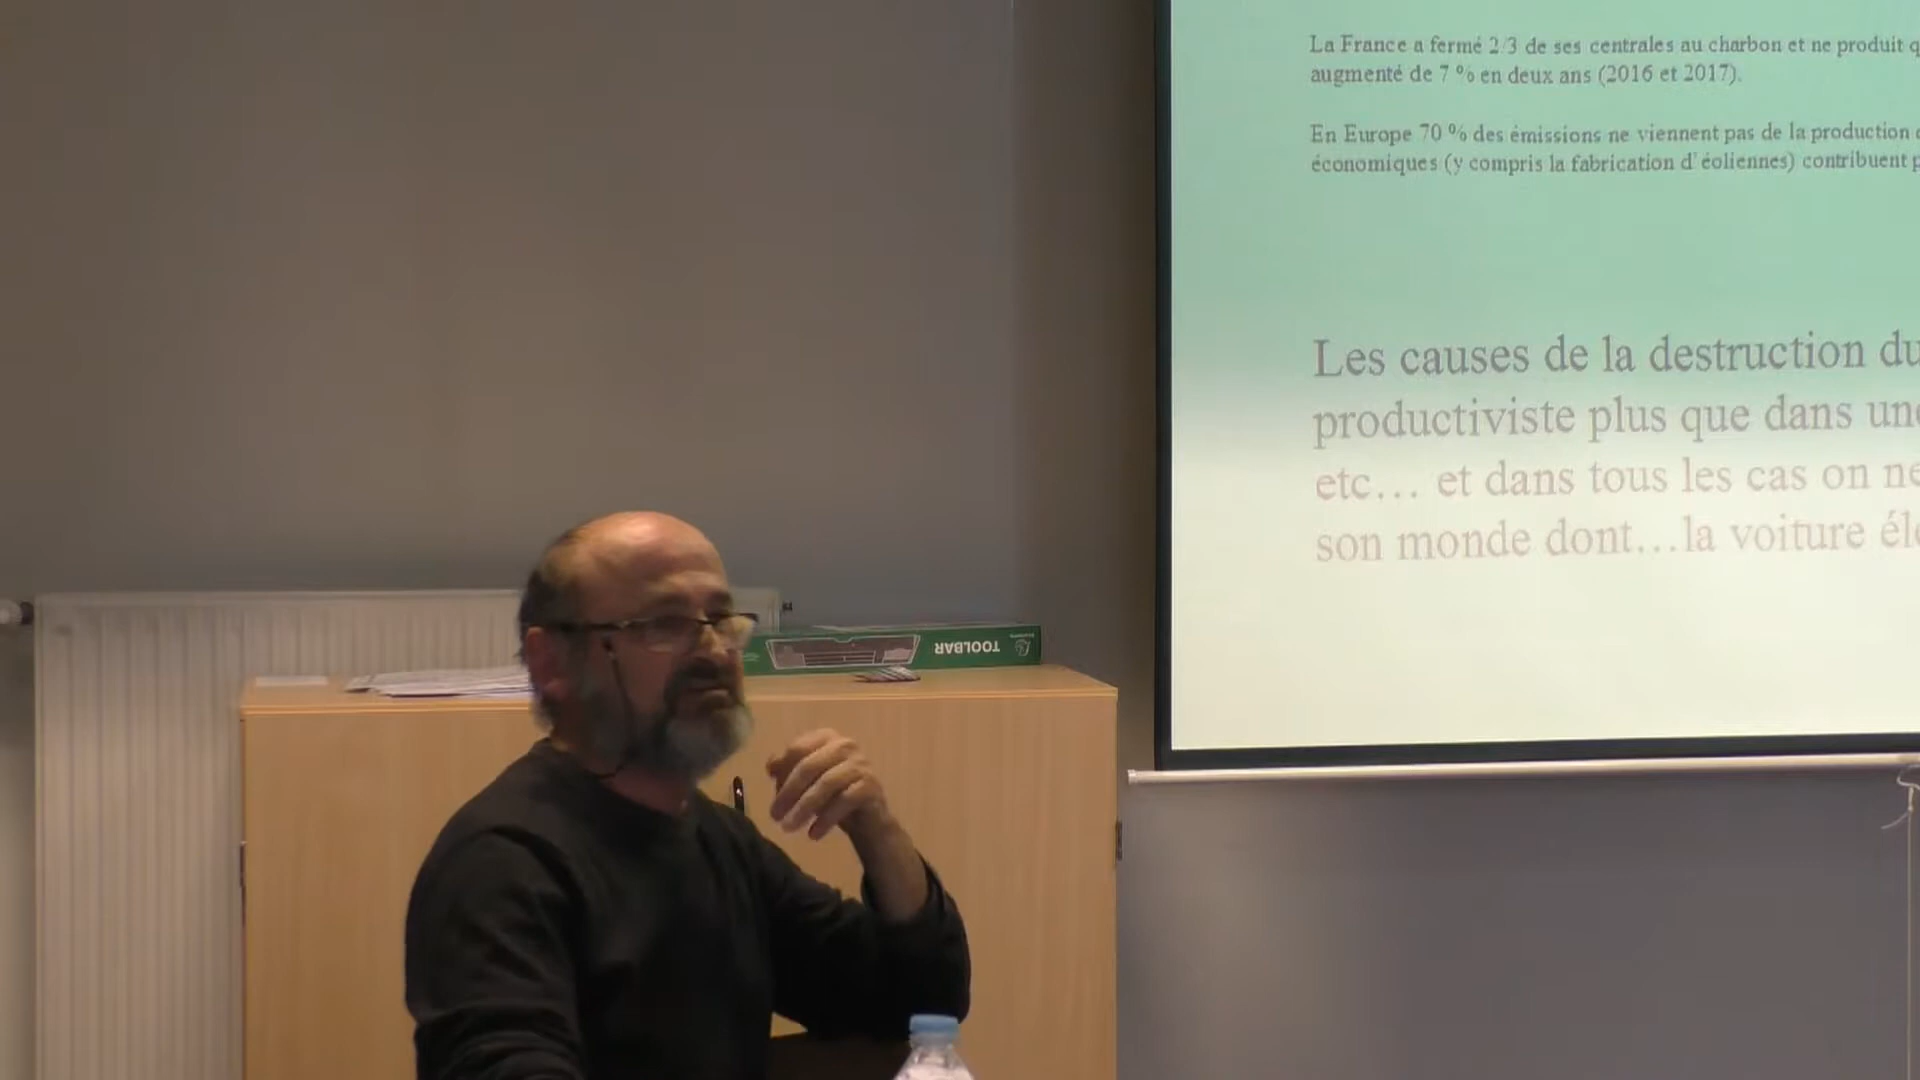 La France a fermé 2/3 de ses centrales au charbon et ne produit
augmenté de 7 % en deux ans (2016 et 2017).
En Europe 70 % des émissions ne viennent pas de la production
économiques (y compris la fabrication d'éoliennes) contribuent
Les causes de la destruction du
productiviste plus que dans
etc... et dans tous les cas on
son monde dont...la voiture
TOOLBAR